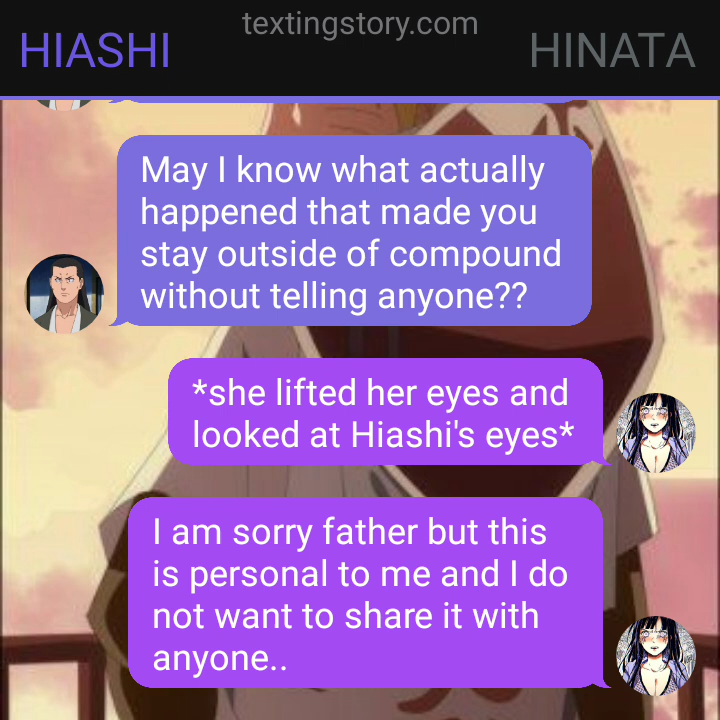 textingstory.com
HIASHI
HINATA
May I know what actually
happened that made you
stay outside of compound
without telling anyone??
*she lifted her eyes and
looked at Hiashi's eyes*
I am sorry father but this
is personal to me and I do
not want to share it with
anyone..